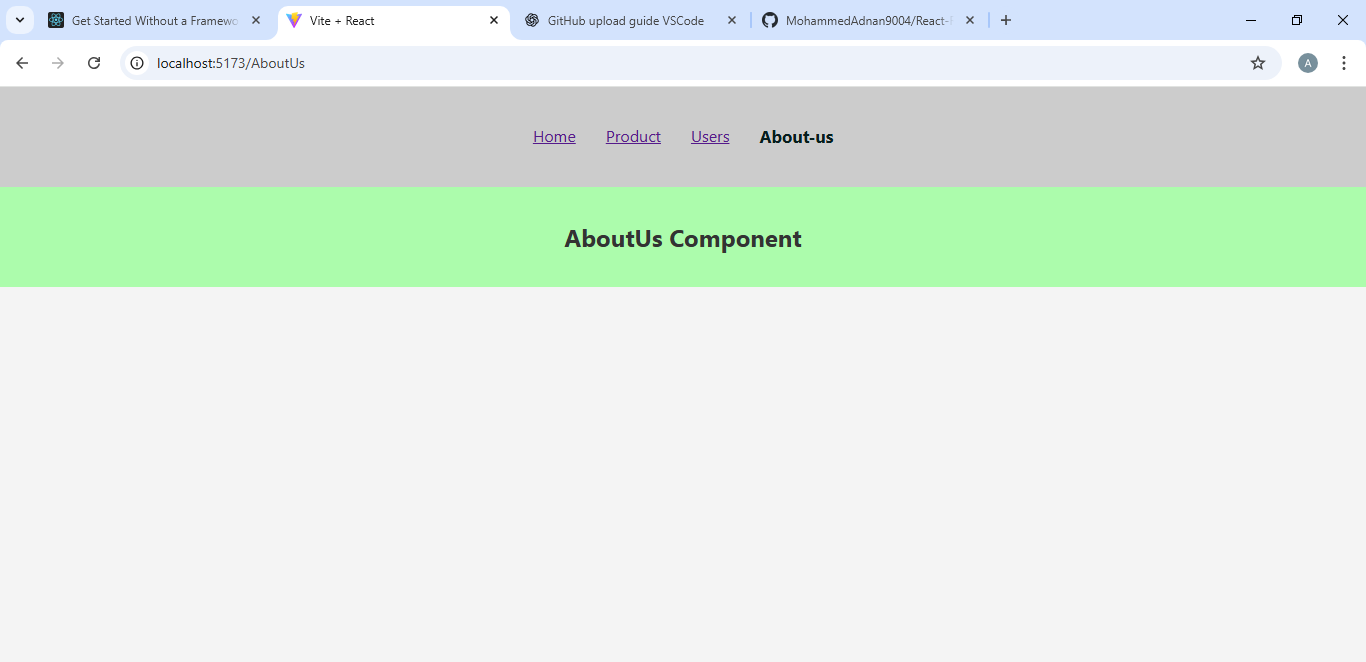 Get Started Without a Framewo
Vite + React
GitHub upload guide VSCode
MohammedAdnan9004/React-
localhost:5173/AboutUs
A
Home Product Users About-us
AboutUs Component